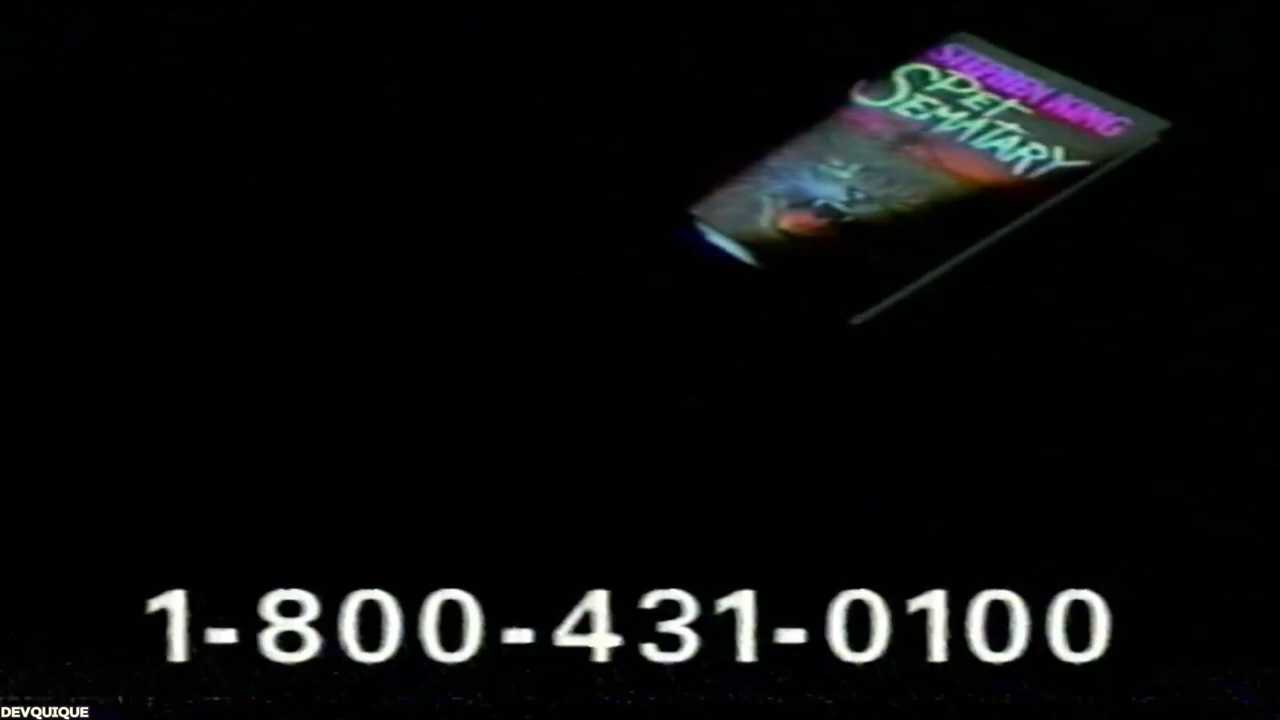 STEPHEN KING
PET
SEMATARY
1-800-431-0100
DEVQUIQUE